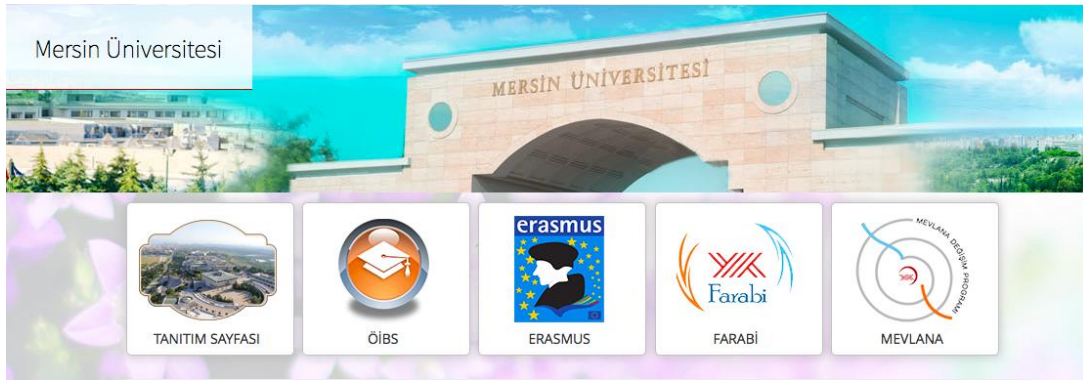 Mersin Üniversitesi
MERSİN ÜNİVERSİTESİ
erasmus
Farabi
MEVLANA DEĞİŞİM PROGRAMI
TANITIM SAYFASI
ÖİBS
ERASMUS
FARABİ
MEVLANA